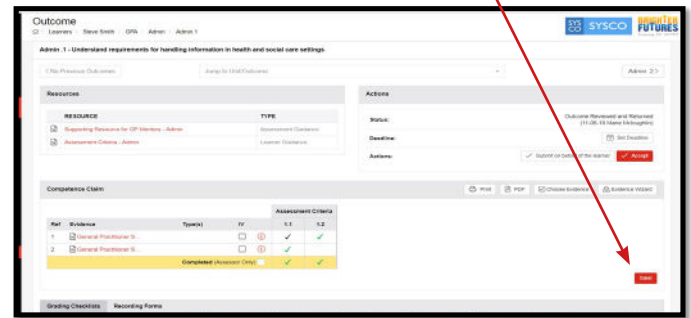 Outcome
Learners Steve Smith GPA Admin Admin 1
SYS CO SYSCO BRIGHTER FUTURES
Admin .1 - Understand requirements for handling information in health and social care settings
No Previous Outcomes Jump to Unit/Outcome Admin 2
Resources
Actions
RESOURCE TYPE
Supporting Resource for GP Mentors - Admin Assessment Guidance
Assessment Criteria - Admin Learner Guidance
Status: Outcome Reviewed and Returned
Deadline: Set Deadline
Actions: Submit on behalf of the learner Accept
Competence Claim
Print PDF Choose Evidence Evidence Wizard
Assessment Criteria
Ref Evidence Type(s) IV 1.1 1.2
1 General Practitioner S...
2 General Practitioner S...
Completed (Assessor Only)
Save
Grading Checklists Recording Forms